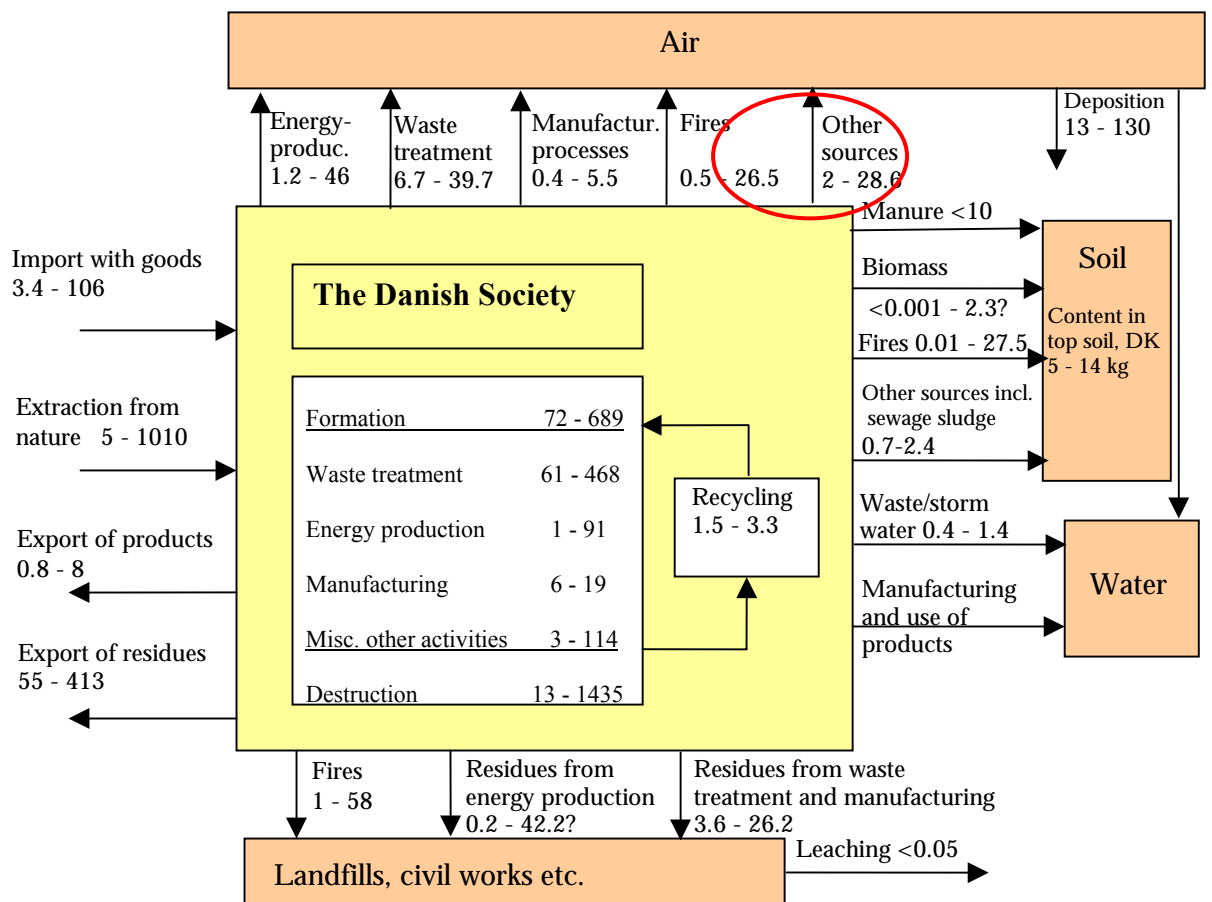 Air
Energy-
produc.
1.2 - 46
Waste
treatment
6.7 - 39.7
Manufactur.
processes
0.4 - 5.5
Fires
0.5 - 26.5
Other
sources
2 - 28.6
Deposition
13 - 130
Import with goods
3.4 - 106
Extraction from
nature 5 - 1010
Export of products
0.8 - 8
Export of residues
55 - 413
The Danish Society
Formation 72 - 689
Waste treatment 61 - 468
Energy production 1 - 91
Manufacturing 6 - 19
Misc. other activities 3 - 114
Destruction 13 - 1435
Recycling
1.5 - 3.3
Manure <10
Biomass
<0.001 - 2.3?
Fires 0.01 - 27.5
Other sources incl.
sewage sludge
0.7-2.4
Waste/storm
water 0.4 - 1.4
Manufacturing
and use of
products
Soil
Content in
top soil, DK
5 - 14 kg
Water
Fires
1 - 58
Residues from
energy production
0.2 - 42.2?
Residues from waste
treatment and manufacturing
3.6 - 26.2
Landfills, civil works etc.
Leaching <0.05